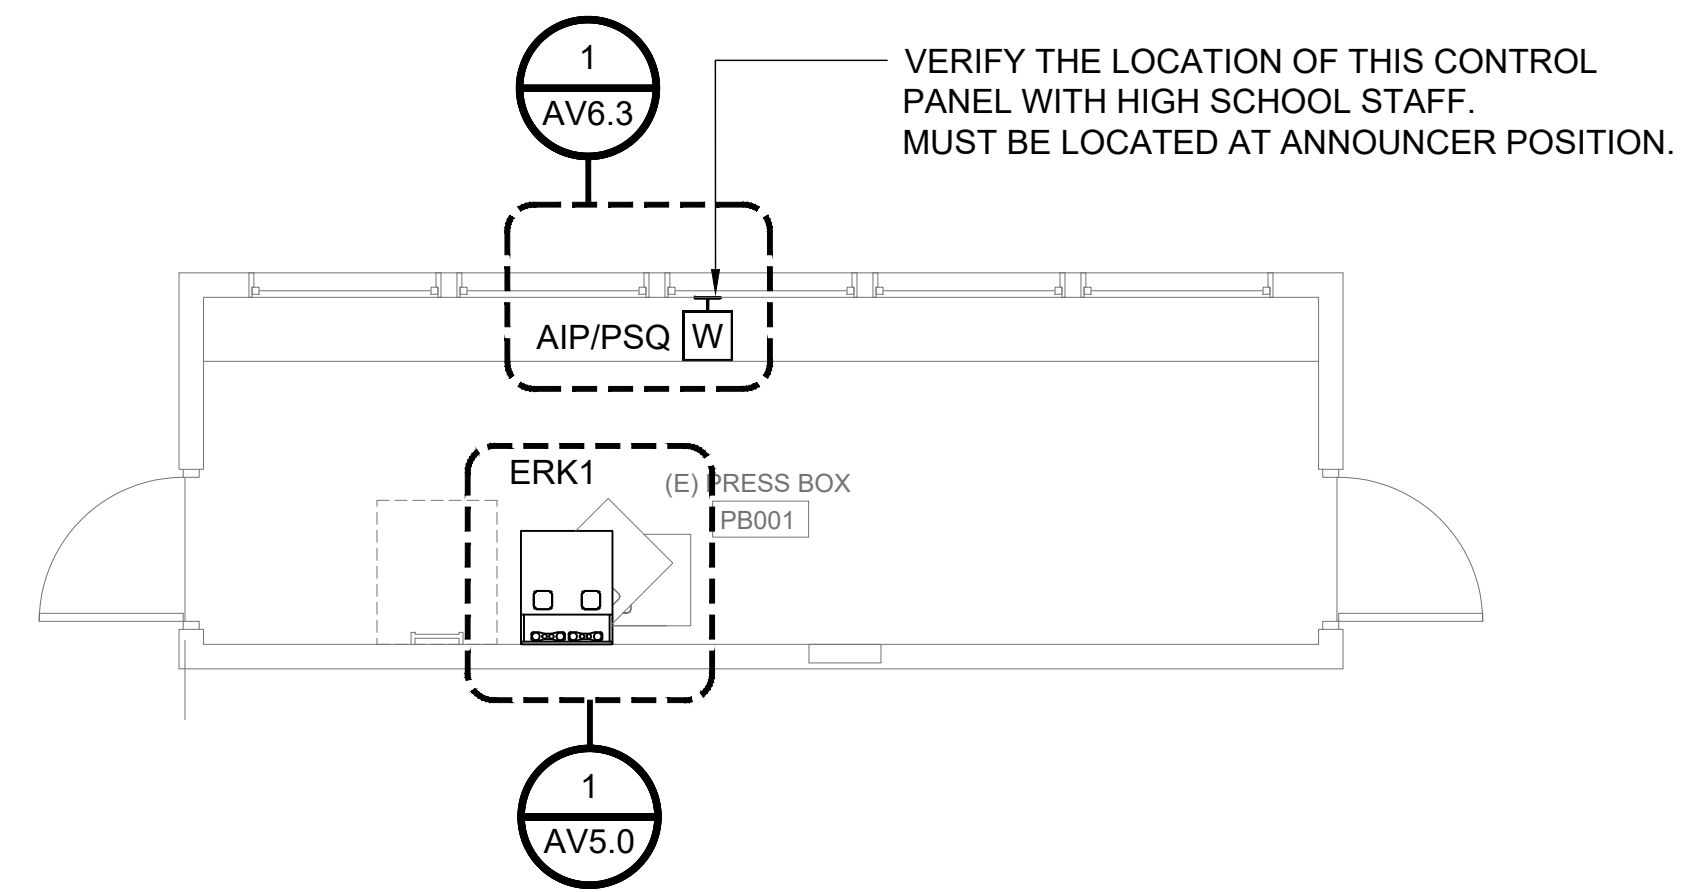 1
AV6.3
VERIFY THE LOCATION OF THIS CONTROL
PANEL WITH HIGH SCHOOL STAFF.
MUST BE LOCATED AT ANNOUNCER POSITION.
AIP/PSQ W
ERK1
(E) PRESS BOX
PB001
1
AV5.0